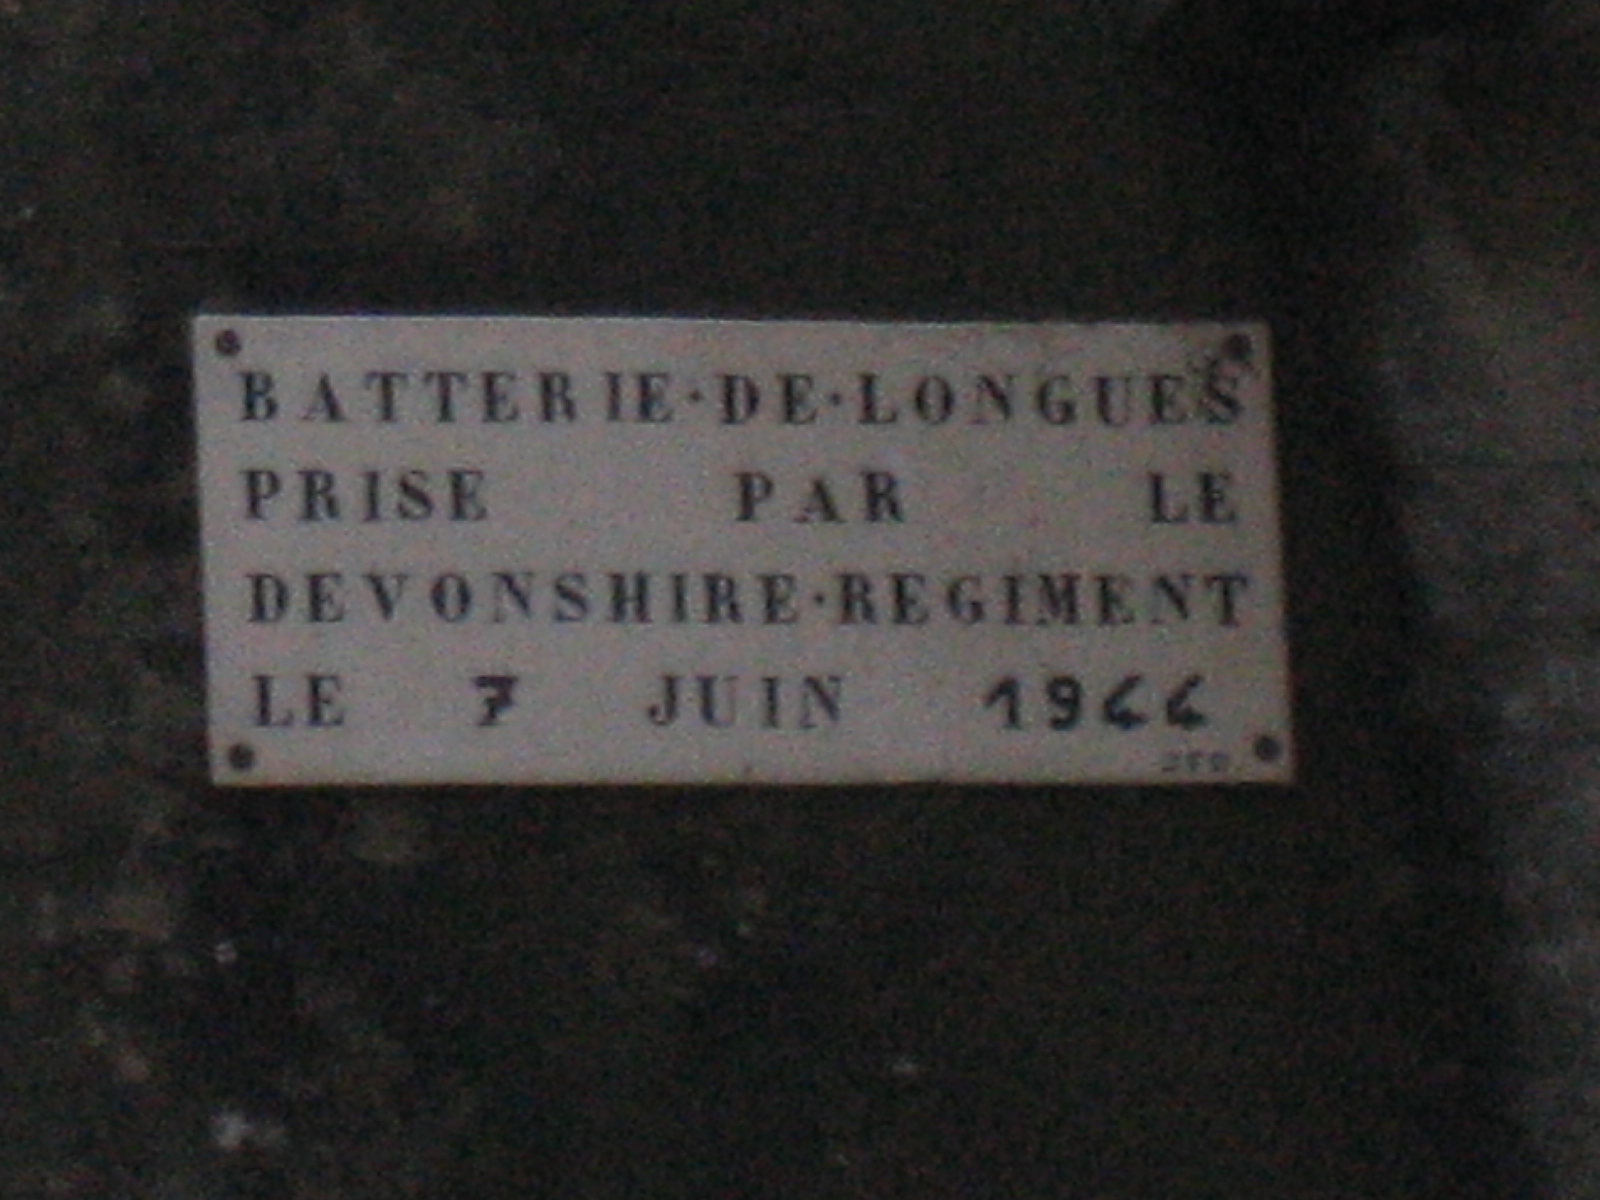 BATTERIE·DE·LONGUES
PRISE PAR LE
DEVONSHIRE·REGIMENT
LE 7 JUIN 1944